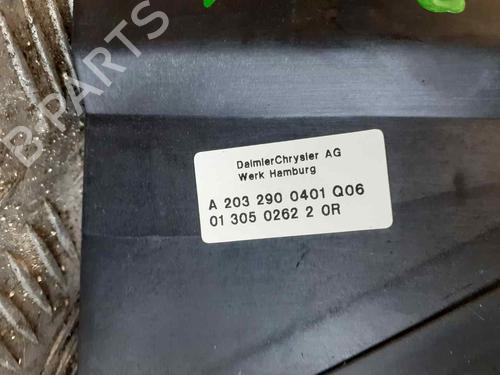 DaimlerChrysler AG
Werk Hamburg
A 203 290 0401 Q06
01 305 0262 2 0R